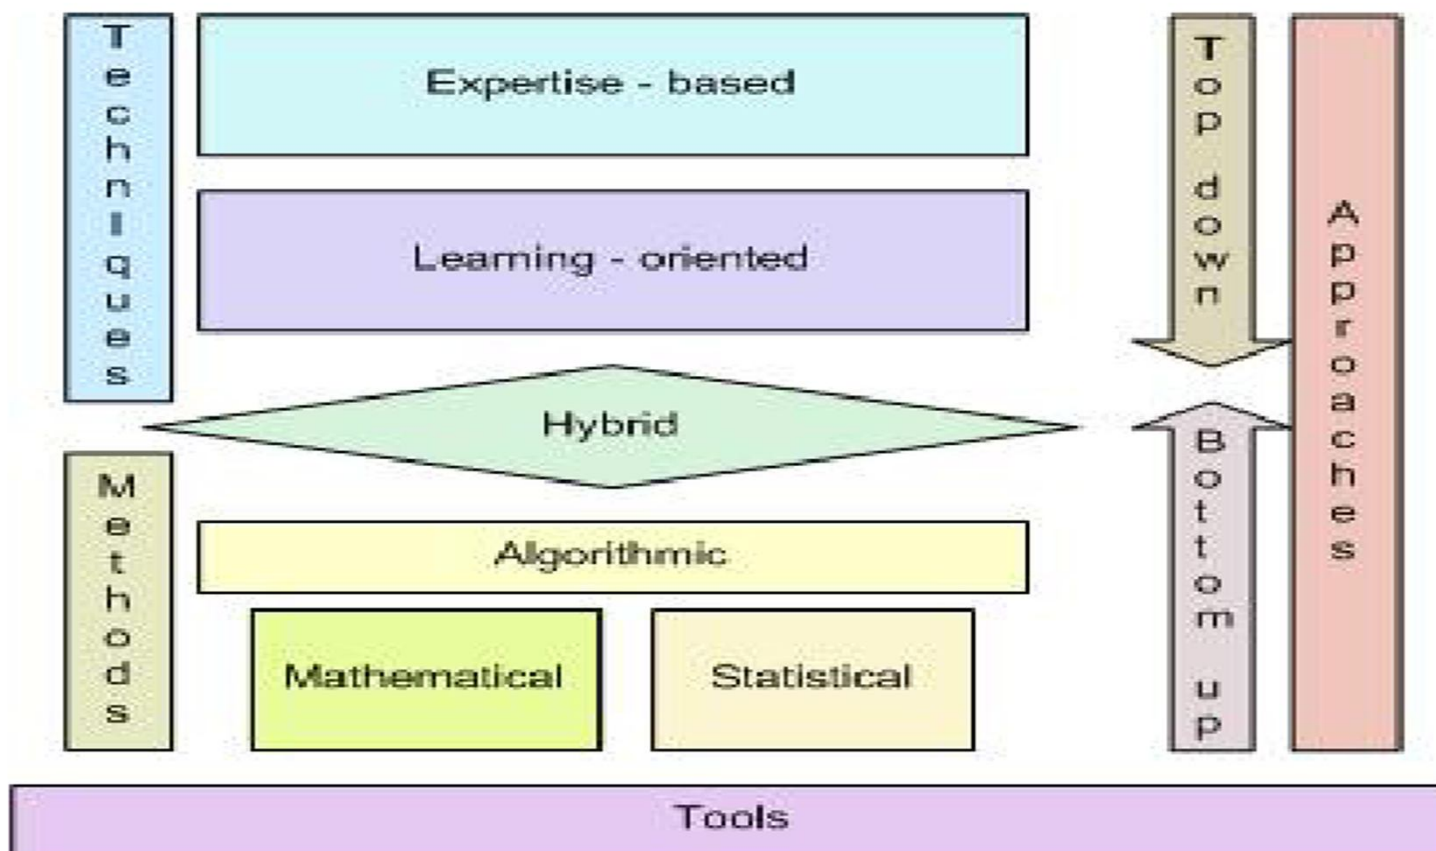 Techniques
Expertise - based
Learning - oriented
Hybrid
Methods
Algorithmic
Mathematical
Statistical
Top down
Bottom up
Approaches
Tools